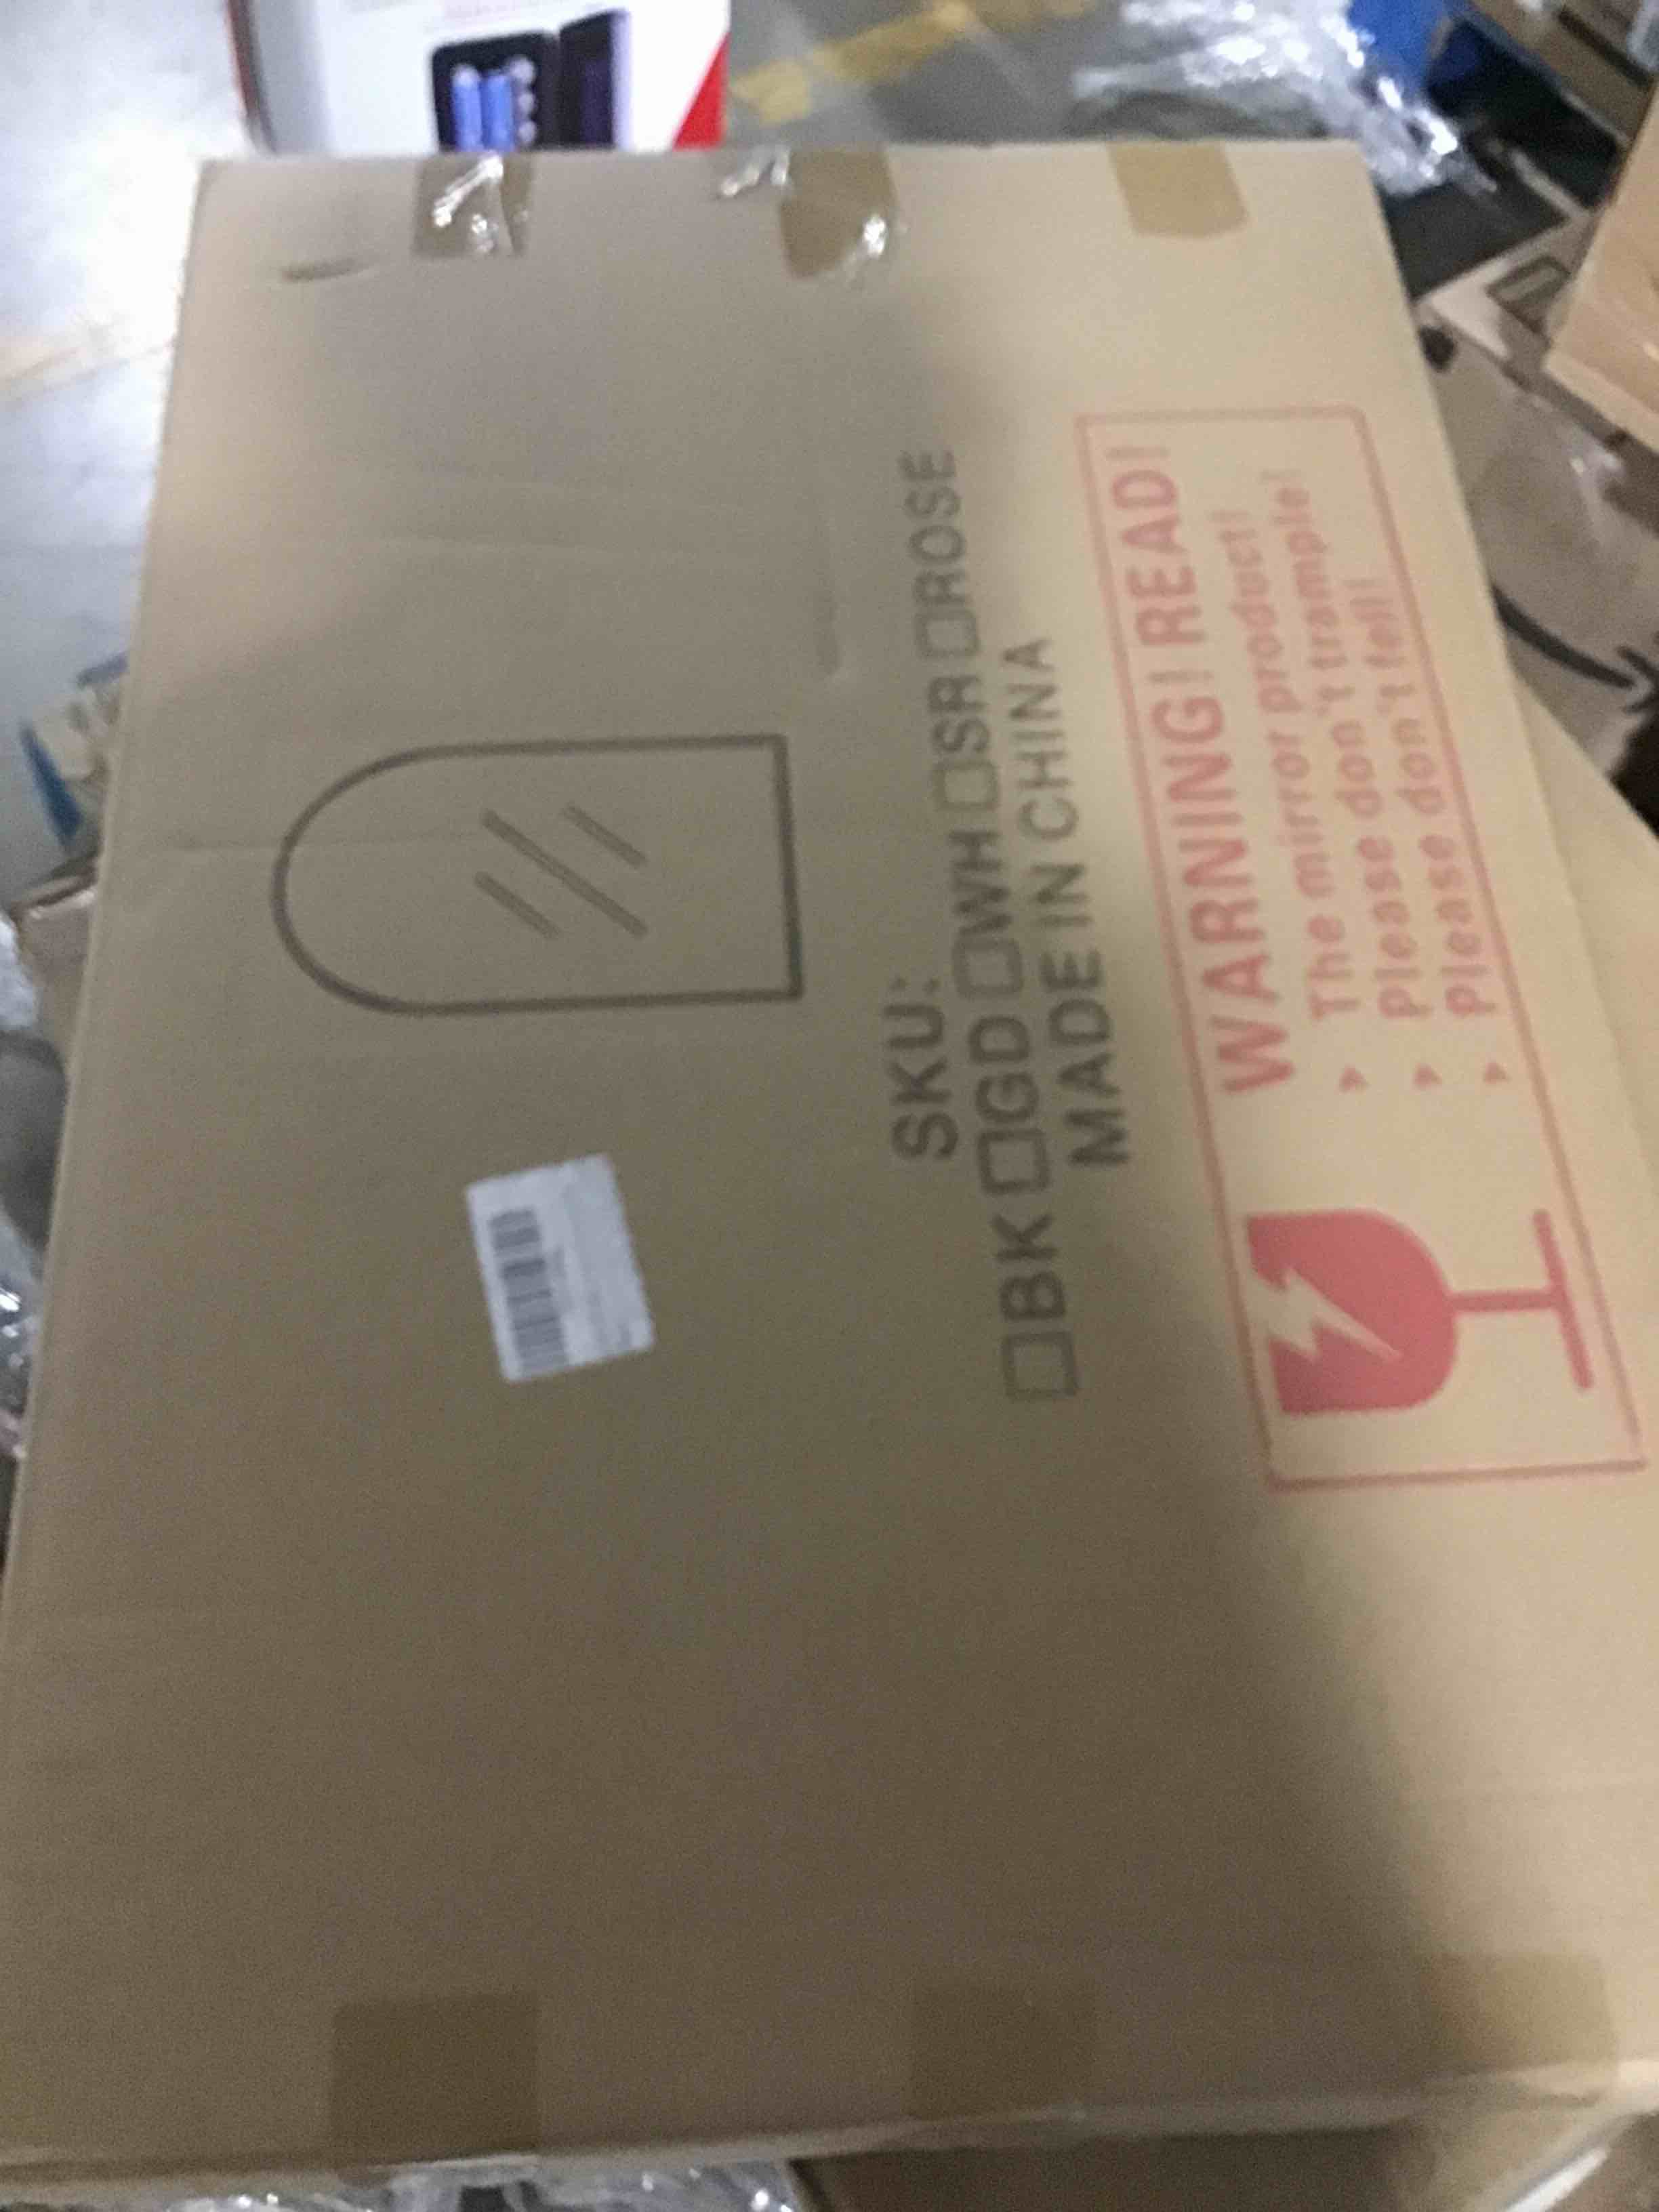 SKU:
□BK □GD □WH □SR □ROSE
MADE IN CHINA
WARNING! READ!
➤ The mirror product!
➤ Please don't trample!
➤ Please don't fell!